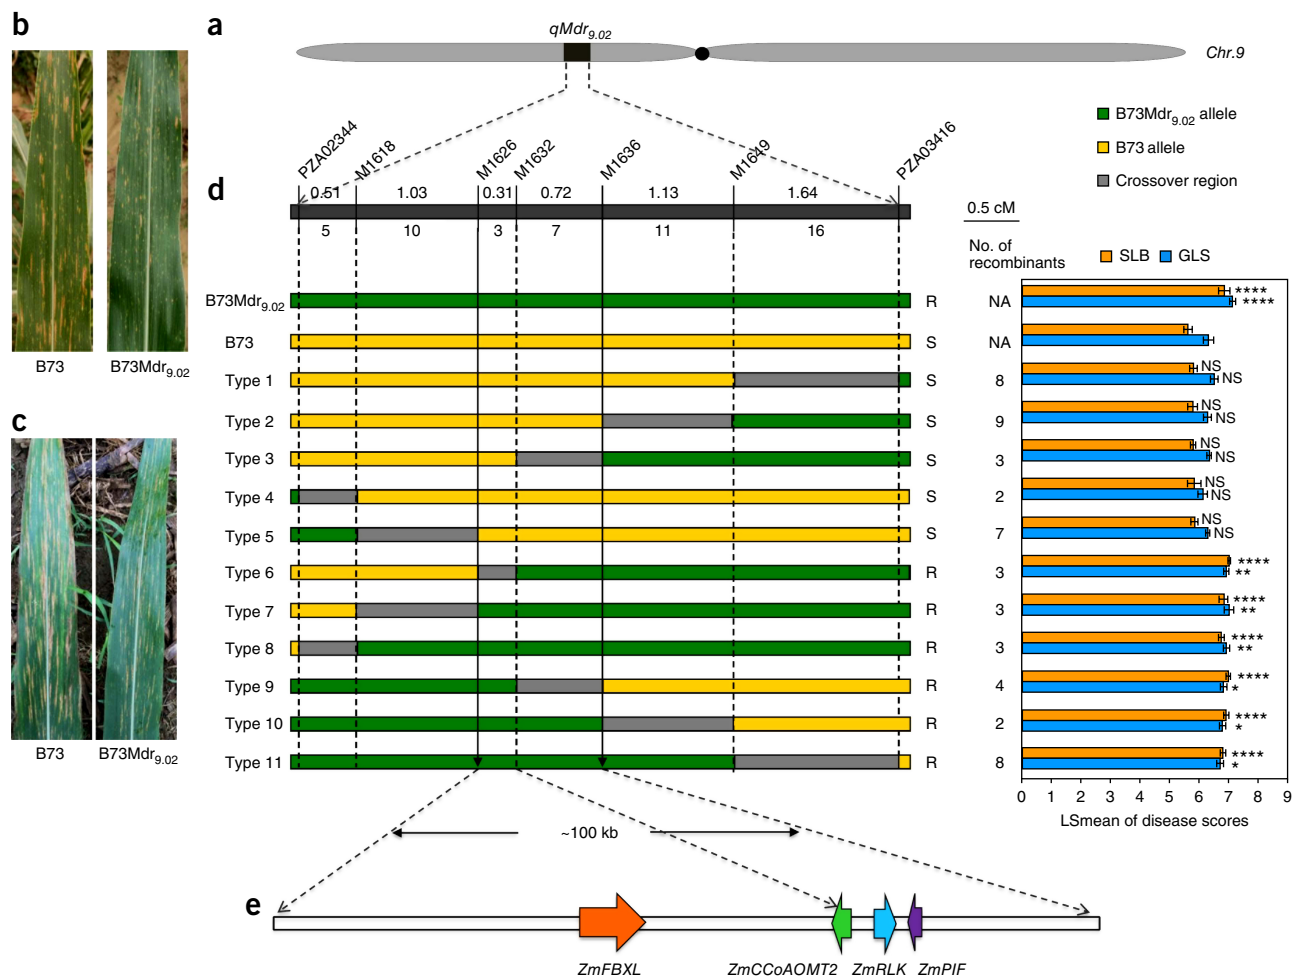 b
a
qMdr9.02
Chr.9
B73Mdr9.02 allele
B73 allele
Crossover region
B73
B73Mdr9.02
d
PZA02344
M1618
M1626
M1632
M1636
M1649
PZA03416
0.51 1.03 0.31 0.72 1.13 1.64
5 10 3 7 11 16
0.5 cM
No. of recombinants
SLB GLS
B73Mdr9.02 R NA **** ****
B73 S NA
Type 1 S 8 NS NS
Type 2 S 9 NS NS
Type 3 S 3 NS NS
Type 4 S 2 NS NS
Type 5 S 7 NS NS
Type 6 R 3 **** **
Type 7 R 3 **** **
Type 8 R 3 **** **
Type 9 R 4 **** *
Type 10 R 2 **** *
Type 11 R 8 **** *
0 1 2 3 4 5 6 7 8 9
LSmean of disease scores
c
B73
B73Mdr9.02
~100 kb
e
ZmFBXL ZmCCoAOMT2 ZmRLK ZmPIF